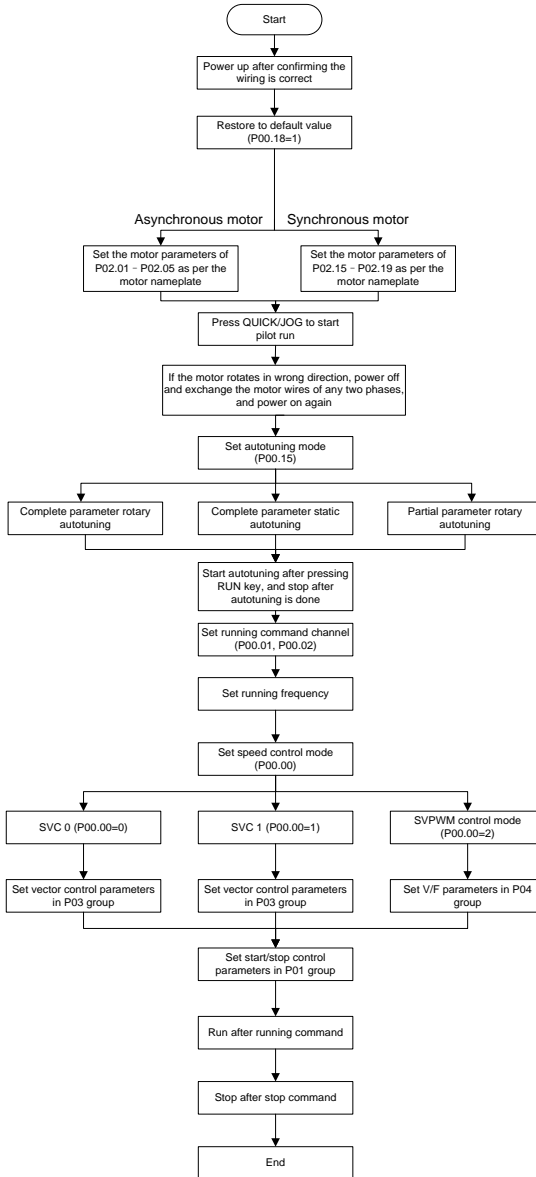 Start
Power up after confirming the
wiring is correct
Restore to default value
(P00.18=1)
Asynchronous motor
Synchronous motor
Set the motor parameters of
P02.01－P02.05 as per the
motor nameplate
Set the motor parameters of
P02.15－P02.19 as per the
motor nameplate
Press QUICK/JOG to start
pilot run
If the motor rotates in wrong direction, power off
and exchange the motor wires of any two phases,
and power on again
Set autotuning mode
(P00.15)
Complete parameter rotary
autotuning
Complete parameter static
autotuning
Partial parameter rotary
autotuning
Start autotuning after pressing
RUN key, and stop after
autotuning is done
Set running command channel
(P00.01, P00.02)
Set running frequency
Set speed control mode
(P00.00)
SVC 0 (P00.00=0)
SVC 1 (P00.00=1)
SVPWM control mode
(P00.00=2)
Set vector control parameters
in P03 group
Set vector control parameters
in P03 group
Set V/F parameters in P04
group
Set start/stop control
parameters in P01 group
Run after running command
Stop after stop command
End